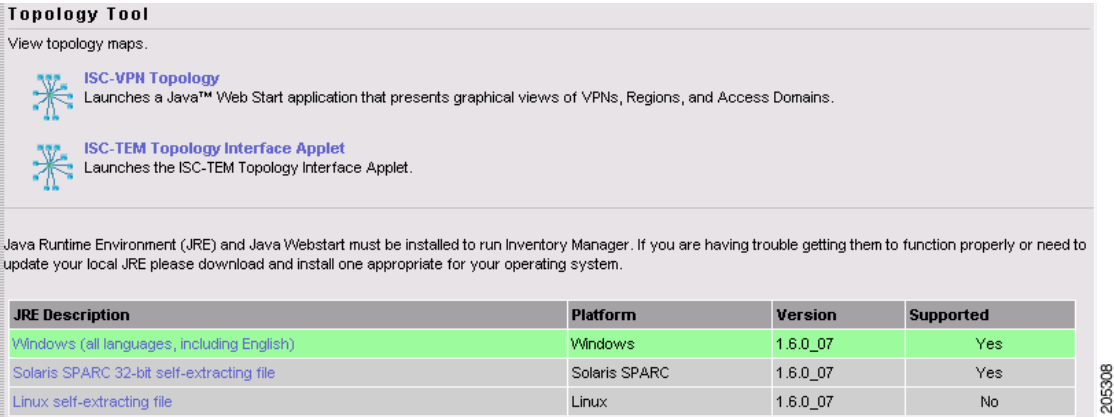 Topology Tool
View topology maps.
ISC-VPN Topology
Launches a Java™ Web Start application that presents graphical views of VPNs, Regions, and Access Domains.
ISC-TEM Topology Interface Applet
Launches the ISC-TEM Topology Interface Applet.
Java Runtime Environment (JRE) and Java Webstart must be installed to run Inventory Manager. If you are having trouble getting them to function properly or need to
update your local JRE please download and install one appropriate for your operating system.
JRE Description Platform Version Supported
Windows (all languages, including English) Windows 1.6.0_07 Yes
Solaris SPARC 32-bit self-extracting file Solaris SPARC 1.6.0_07 Yes
Linux self-extracting file Linux 1.6.0_07 No
205308